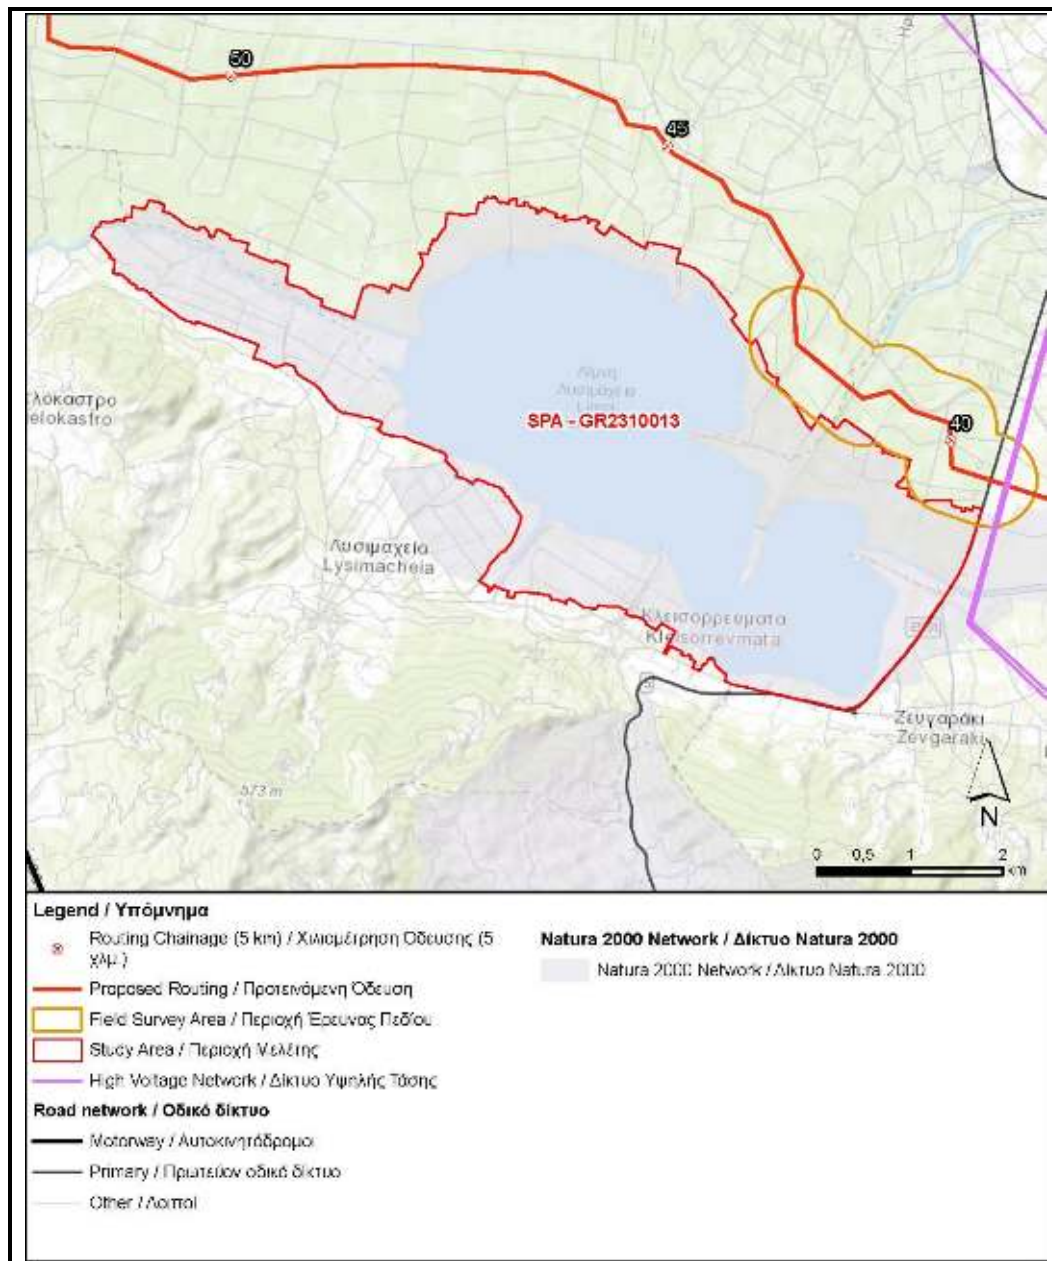 50
45
40
Λίμνη
Λυσιμαχεία
SPA - GR2310013
Λυσιμαχεία
Lysimacheia
Κλεισορρεύματα
Kleisorrevmata
Ζευγαράκι
Zevgaraki
573 m
N
0 0,5 1 2
km
Legend / Υπόμνημα
Routing Chainage (5 km) / Χιλιομέτρηση Όδευσης (5
χλμ.)
Natura 2000 Network / Δίκτυο Natura 2000
Natura 2000 Network / Δίκτυο Natura 2000
Proposed Routing / Προτεινόμενη Όδευση
Field Survey Area / Περιοχή Έρευνας Πεδίου
Study Area / Περιοχή Μελέτης
High Voltage Network / Δίκτυο Υψηλής Τάσης
Road network / Οδικό δίκτυο
Motorway / Αυτοκινητόδρομοι
Primary / Πρωτεύον οδικό δίκτυο
Other / Λοιποί